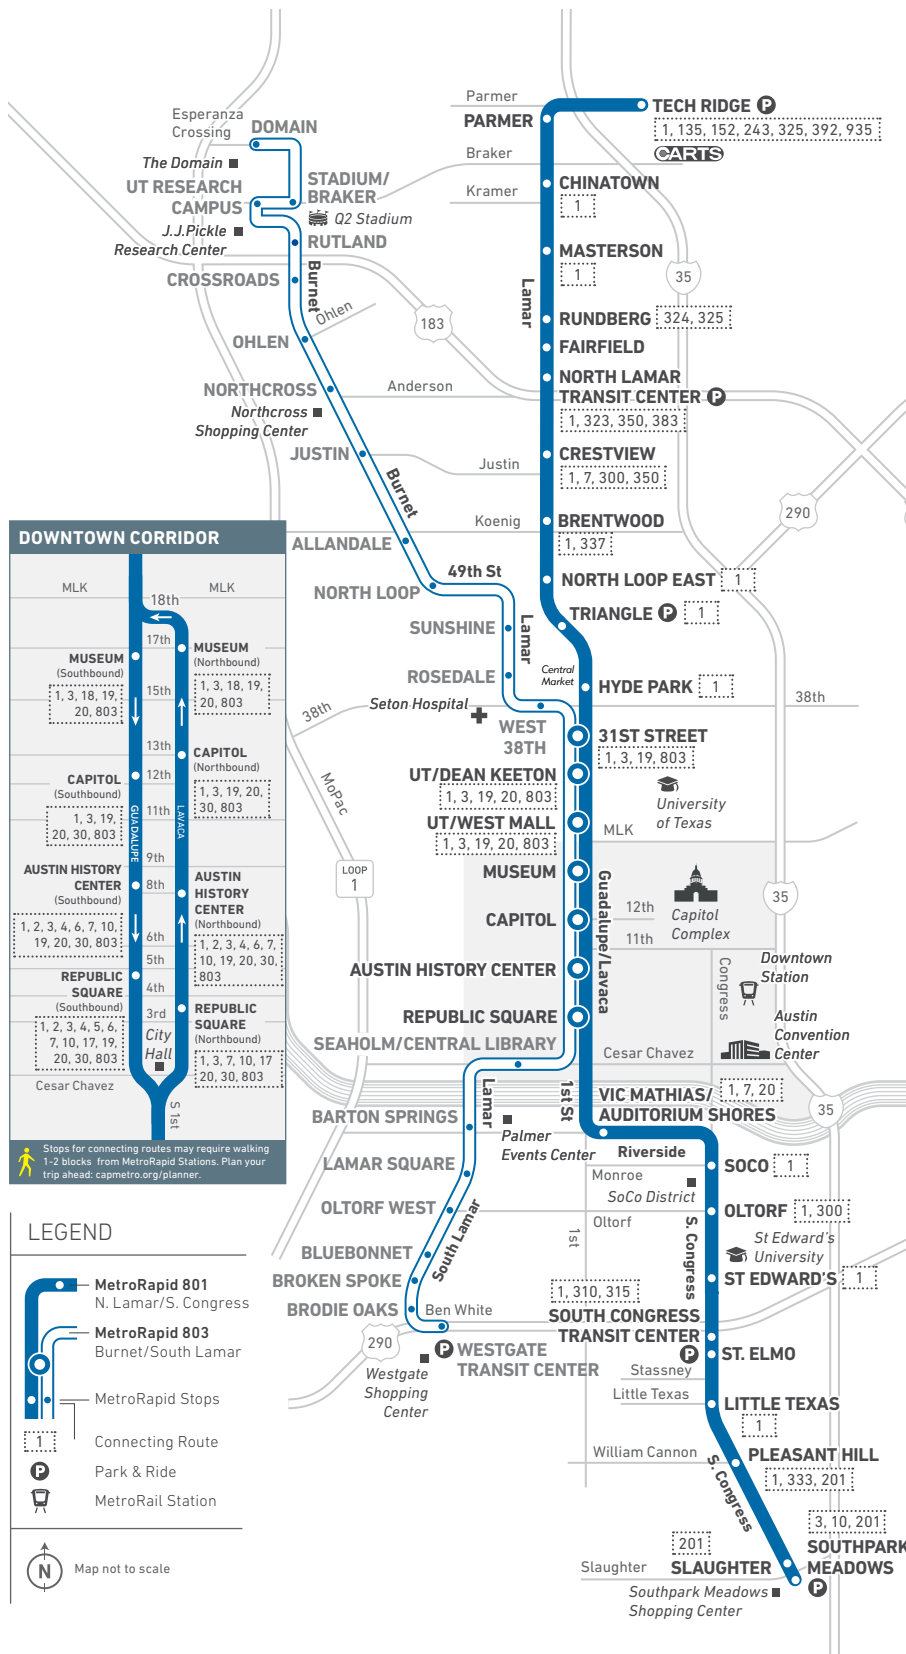 Parmer
TECH RIDGE P
PARMER
1, 135, 152, 243, 325, 392, 935
CARTS
Esperanza
Crossing
DOMAIN
The Domain
UT RESEARCH
CAMPUS
STADIUM/
BRAKER
Q2 Stadium
J.J.Pickle
Research Center
RUTLAND
CROSSROADS
Burnet
Ohlen
OHLEN
183
NORTHCROSS
Anderson
Northcross
Shopping Center
JUSTIN
Justin
Burnet
Koenig
ALLANDALE
49th St
NORTH LOOP
SUNSHINE
Lamar
ROSEDALE
Seton Hospital
38th
WEST
38TH
Braker
Kramer
CHINATOWN
1
MASTERSON
1
35
Lamar
RUNDBERG
324, 325
FAIRFIELD
NORTH LAMAR
TRANSIT CENTER P
1, 323, 350, 383
CRESTVIEW
1, 7, 300, 350
290
BRENTWOOD
1, 337
NORTH LOOP EAST
1
TRIANGLE P
1
Central
Market
HYDE PARK
1
38th
31ST STREET
1, 3, 19, 803
UT/DEAN KEETON
1, 3, 19, 20, 803
University
of Texas
UT/WEST MALL
1, 3, 19, 20, 803
MLK
MoPac
LOOP
1
MUSEUM
CAPITOL
Guadalupe/Lavaca
12th
11th
Capitol
Complex
35
AUSTIN HISTORY CENTER
Congress
Downtown
Station
REPUBLIC SQUARE
Austin
Convention
Center
SEAHOLM/CENTRAL LIBRARY
Cesar Chavez
Lamar
1st St
VIC MATHIAS/
AUDITORIUM SHORES
1, 7, 20
35
BARTON SPRINGS
Palmer
Events Center
Riverside
LAMAR SQUARE
Monroe
SOCO
1
SoCo District
OLTORF WEST
Oltorf
OLTORF
1, 300
1st
S. Congress
South Lamar
St Edward's
University
BLUEBONNET
BROKEN SPOKE
ST EDWARD'S
1
BRODIE OAKS
Ben White
1, 310, 315
SOUTH CONGRESS
TRANSIT CENTER
290
P WESTGATE
TRANSIT CENTER
P
ST. ELMO
Westgate
Shopping
Center
Stassney
Little Texas
LITTLE TEXAS
1
William Cannon
PLEASANT HILL
1, 333, 201
S. Congress
3, 10, 201
201
SOUTHPARK
MEADOWS
P
Slaughter
SLAUGHTER
Southpark Meadows
Shopping Center
DOWNTOWN CORRIDOR
MLK
MLK
18th
17th
MUSEUM
(Southbound)
1, 3, 18, 19,
20, 803
MUSEUM
(Northbound)
1, 3, 18, 19,
20, 803
15th
13th
CAPITOL
(Northbound)
1, 3, 19, 20,
30, 803
12th
CAPITOL
(Southbound)
1, 3, 19,
20, 30, 803
11th
GUADALUPE
LAVACA
9th
AUSTIN HISTORY
CENTER
(Southbound)
1, 2, 3, 4, 6, 7, 10,
19, 20, 30, 803
8th
AUSTIN
HISTORY
CENTER
(Northbound)
1, 2, 3, 4, 6, 7,
10, 19, 20, 30,
803
6th
5th
REPUBLIC
SQUARE
(Southbound)
1, 2, 3, 4, 5, 6,
7, 10, 17, 19,
20, 30, 803
4th
3rd
REPUBLIC
SQUARE
(Northbound)
1, 3, 7, 10, 17
20, 30, 803
City
Hall
Cesar Chavez
S 1st
Stops for connecting routes may require walking
1-2 blocks from MetroRapid Stations. Plan your
trip ahead: capmetro.org/planner.
LEGEND
MetroRapid 801
N. Lamar/S. Congress
MetroRapid 803
Burnet/South Lamar
MetroRapid Stops
1 Connecting Route
P Park & Ride
MetroRail Station
N Map not to scale